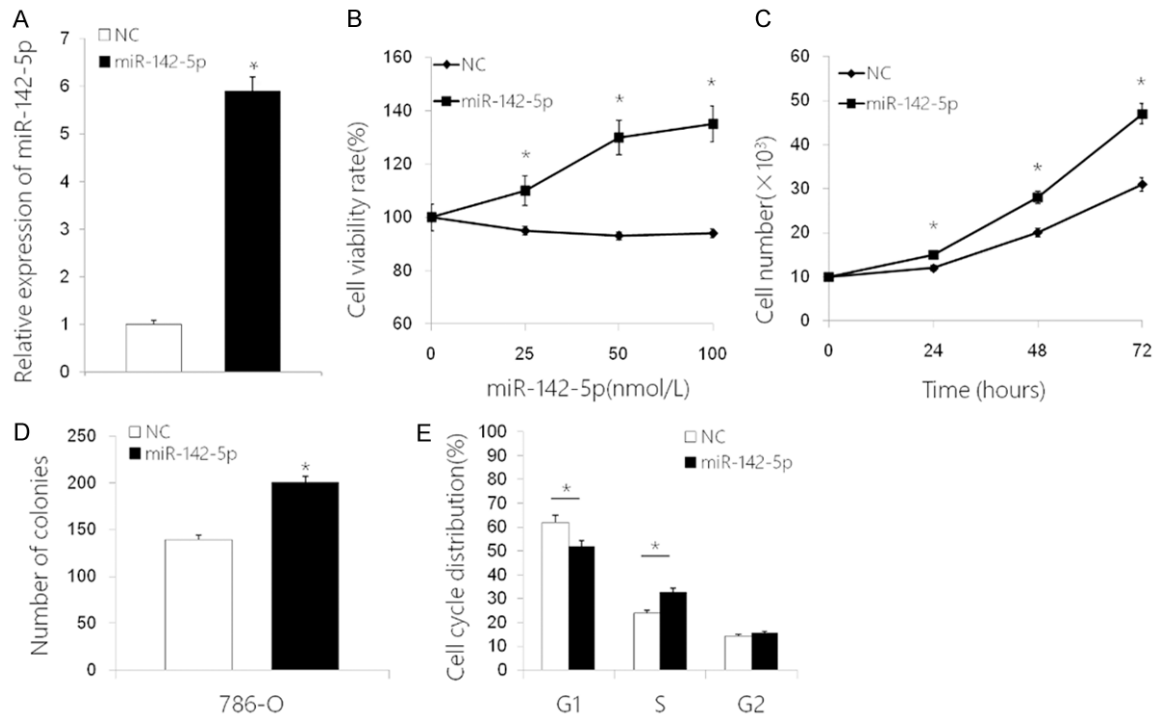 A
Relative expression of miR-142-5p
7
6
5
4
3
2
1
0
NC
miR-142-5p
*
B
Cell viability rate(%)
160
140
120
100
80
60
NC
miR-142-5p
*
*
*
0 25 50 100
miR-142-5p(nmol/L)
C
Cell number(×10³)
60
50
40
30
20
10
0
NC
miR-142-5p
*
*
*
0 24 48 72
Time (hours)
D
Number of colonies
250
200
150
100
50
0
NC
miR-142-5p
*
786-O
E
Cell cycle distribution(%)
100
90
80
70
60
50
40
30
20
10
0
NC
miR-142-5p
*
*
G1 S G2